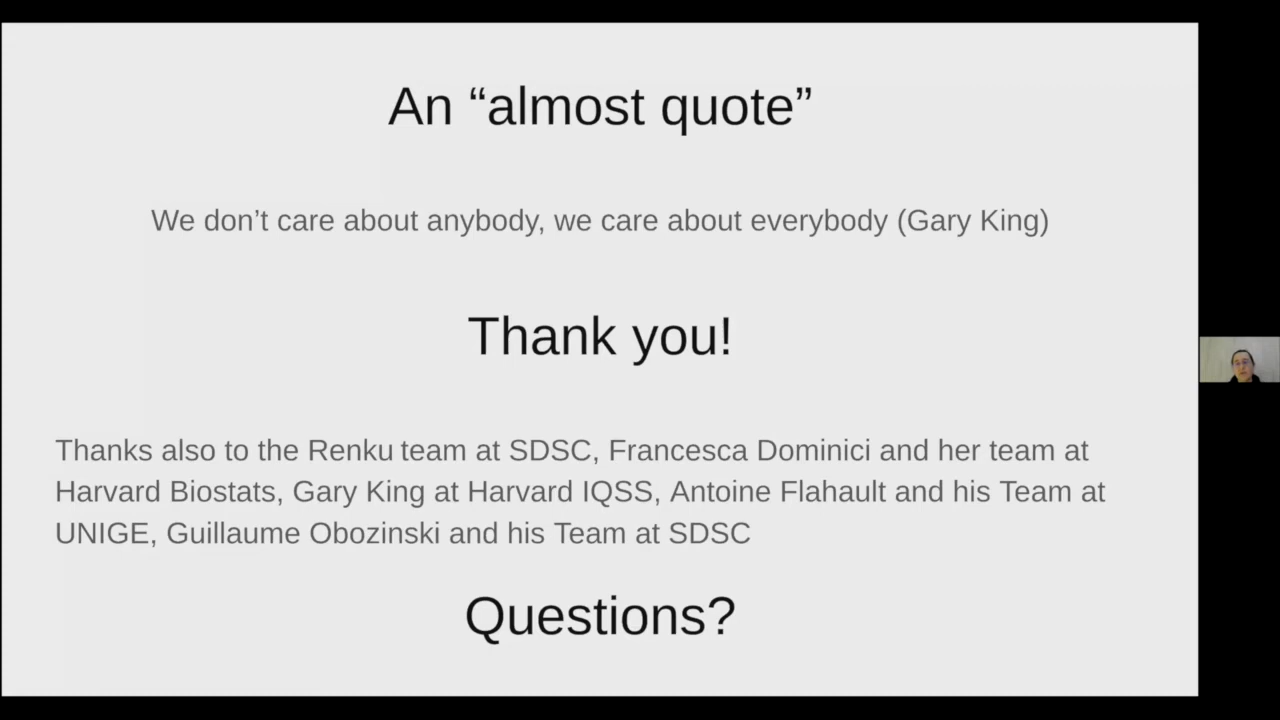 An “almost quote”
We don’t care about anybody, we care about everybody (Gary King)
Thank you!
Thanks also to the Renku team at SDSC, Francesca Dominici and her team at
Harvard Biostats, Gary King at Harvard IQSS, Antoine Flahault and his Team at
UNIGE, Guillaume Obozinski and his Team at SDSC
Questions?